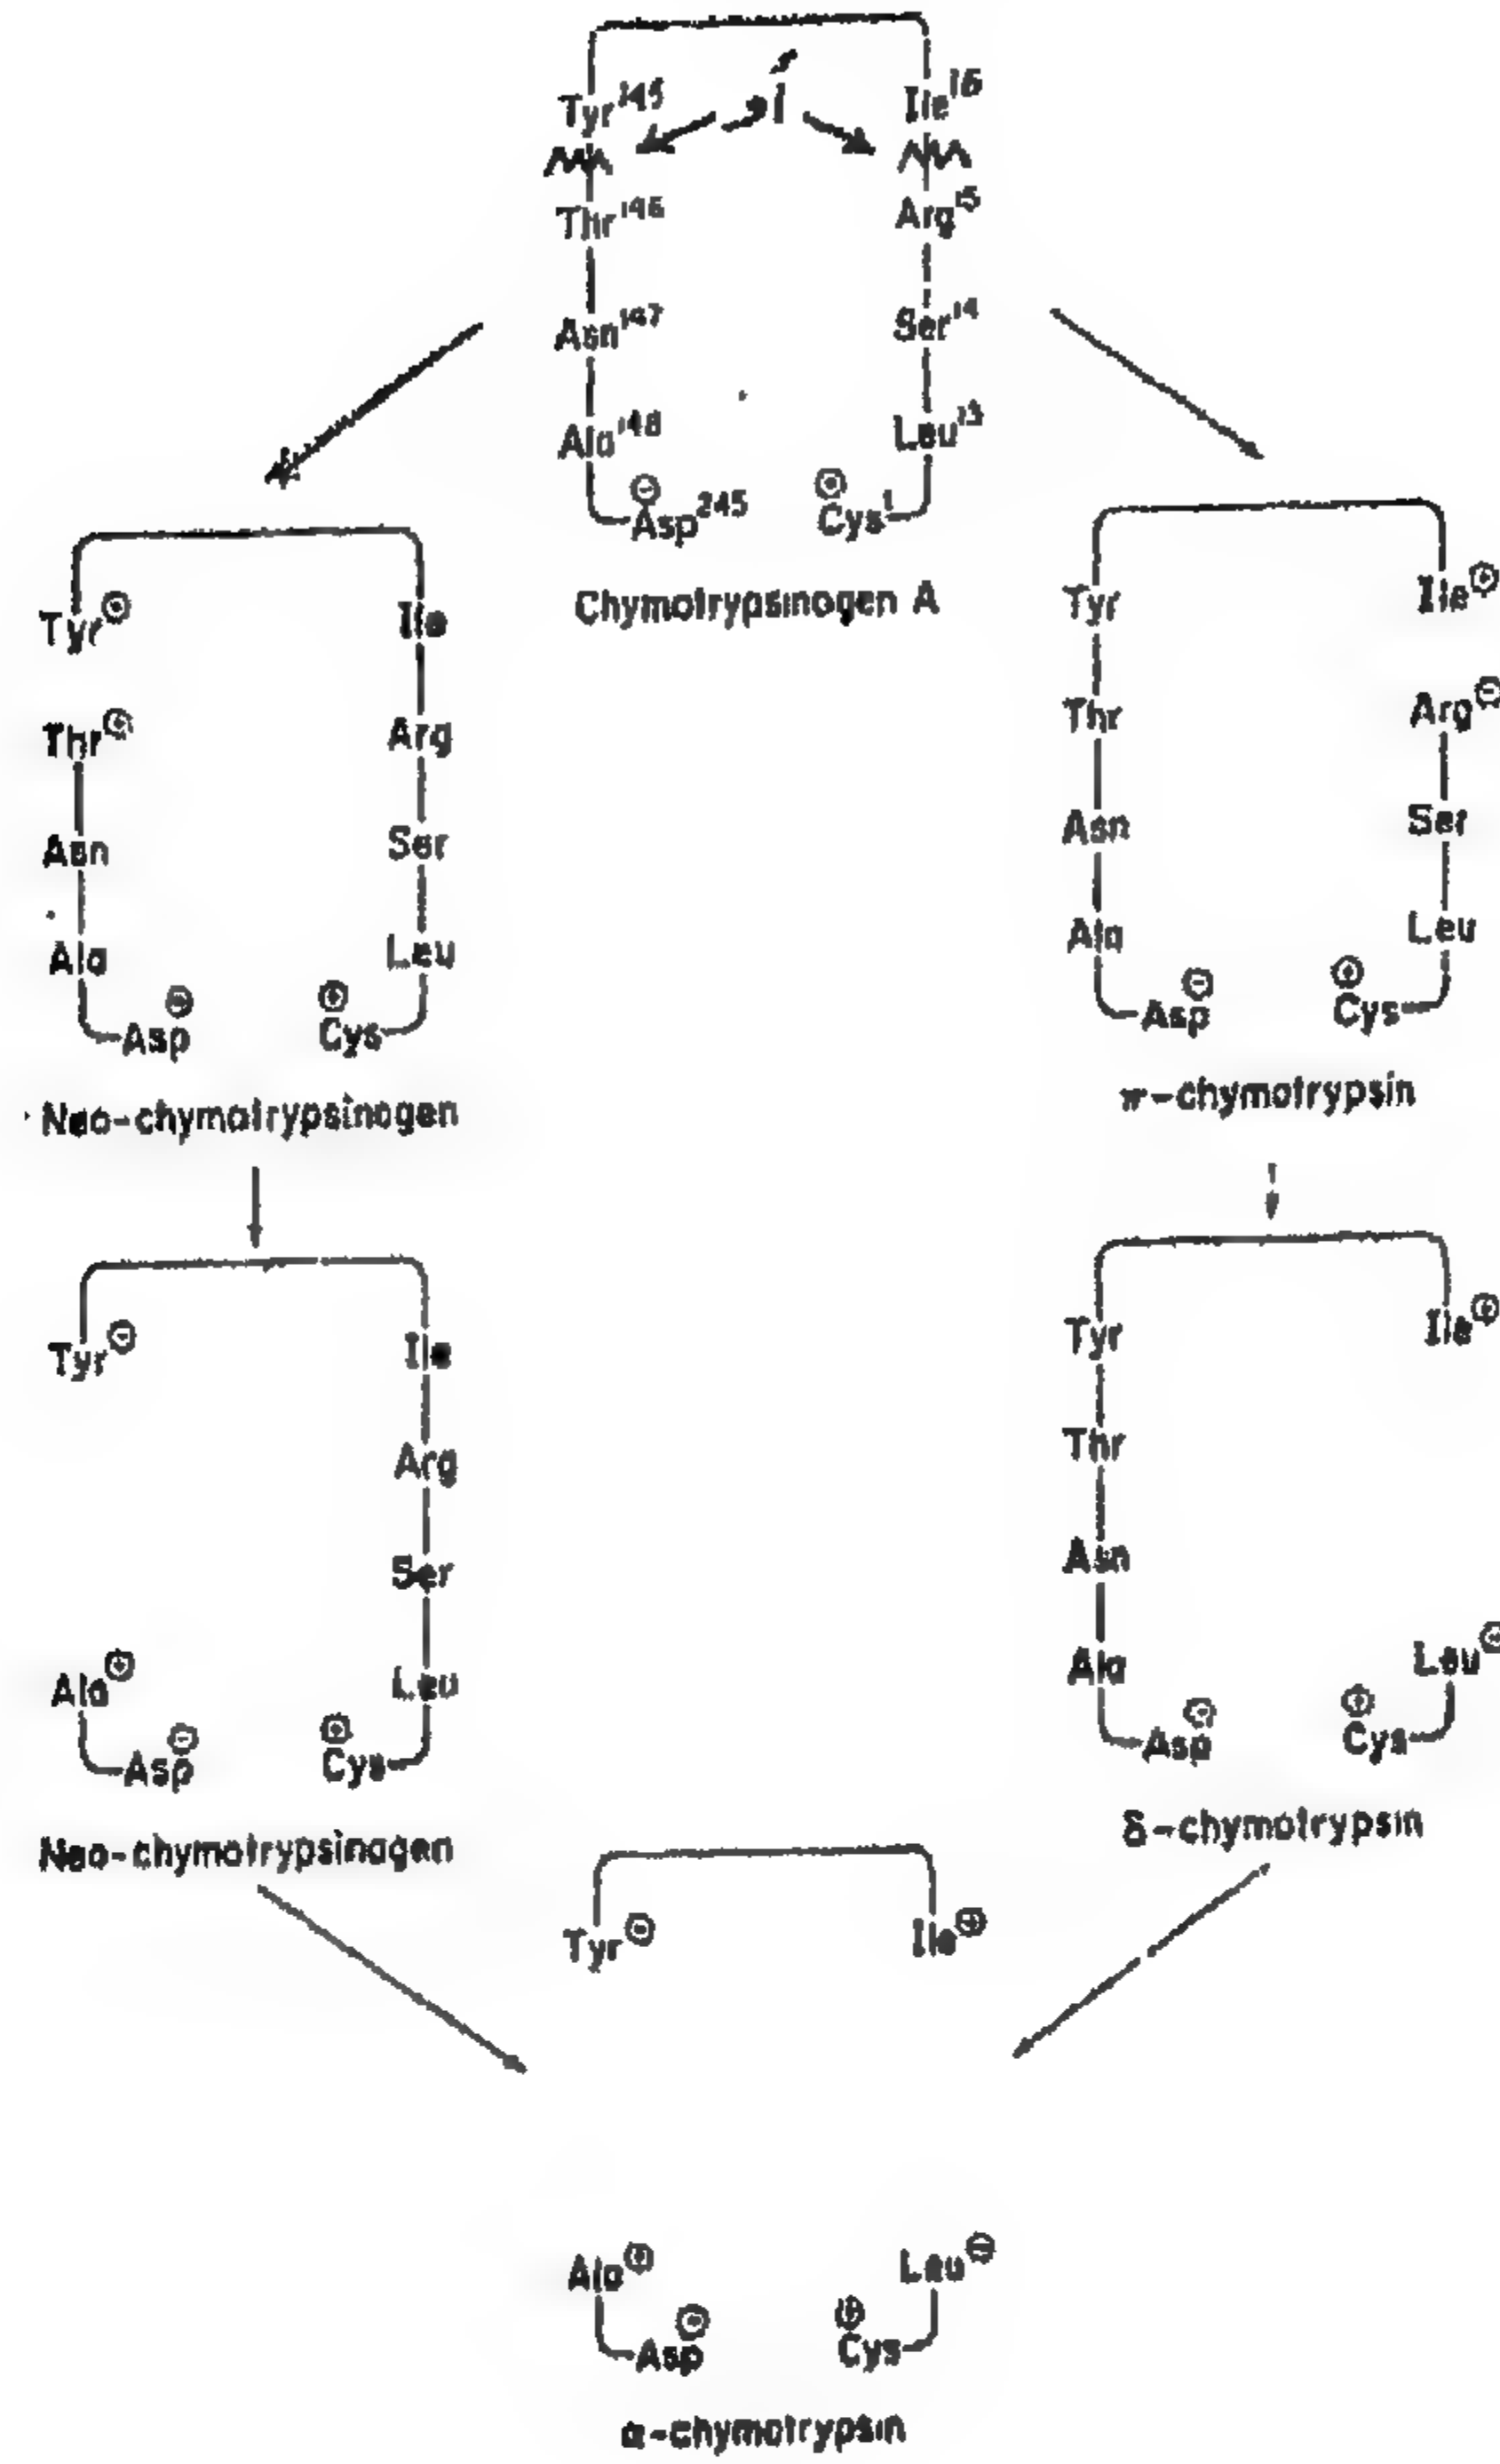 Tyr145 Ile16
Thr146 Arg15
Asn147 Ser14
Ala148 Leu13
⊖ ⊕
Asp245 Cys1
Chymotrypsinogen A
Tyr Ile
Thr⊕ Arg
Asn Ser
Ala Leu
⊖ ⊕
Asp Cys
Neo-chymotrypsinogen
Tyr Ile⊕
Thr Arg⊖
Asn Ser
Ala Leu
⊖ ⊕
Asp Cys
π-chymotrypsin
Tyr⊖ Ile
Arg
Ser
Ala⊕ Leu
⊖ ⊕
Asp Cys
Neo-chymotrypsinogen
Tyr Ile⊕
Thr
Asn
Ala Leu⊖
⊖ ⊕
Asp Cys
δ-chymotrypsin
Tyr⊖ Ile⊕
Ala⊕ Leu⊖
⊖ ⊕
Asp Cys
α-chymotrypsin